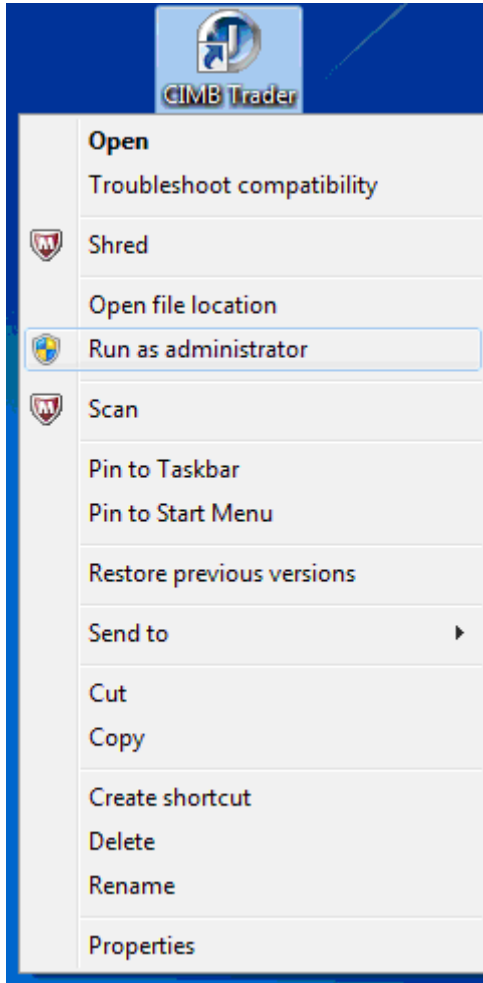 CIMB Trader
Open
Troubleshoot compatibility
Shred
Open file location
Run as administrator
Scan
Pin to Taskbar
Pin to Start Menu
Restore previous versions
Send to
Cut
Copy
Create shortcut
Delete
Rename
Properties